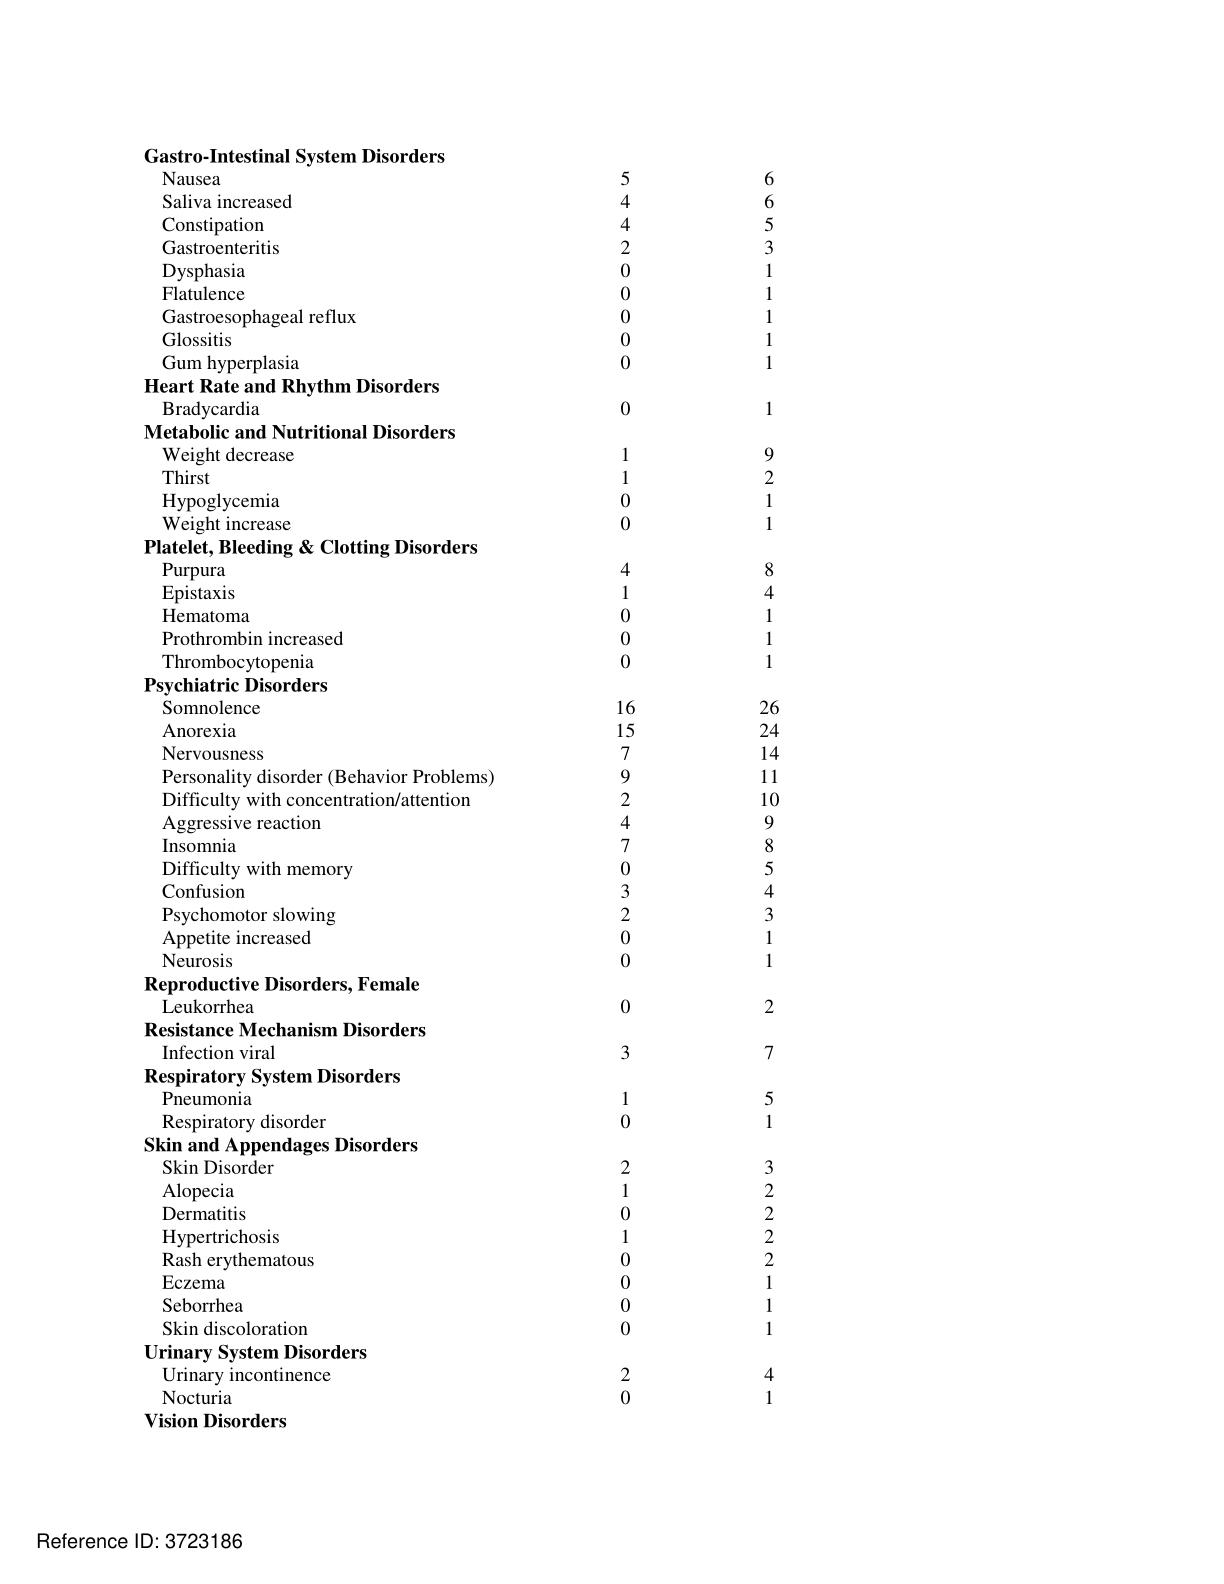 Gastro-Intestinal System Disorders
Nausea 5 6
Saliva increased 4 6
Constipation 4 5
Gastroenteritis 2 3
Dysphasia 0 1
Flatulence 0 1
Gastroesophageal reflux 0 1
Glossitis 0 1
Gum hyperplasia 0 1
Heart Rate and Rhythm Disorders
Bradycardia 0 1
Metabolic and Nutritional Disorders
Weight decrease 1 9
Thirst 1 2
Hypoglycemia 0 1
Weight increase 0 1
Platelet, Bleeding & Clotting Disorders
Purpura 4 8
Epistaxis 1 4
Hematoma 0 1
Prothrombin increased 0 1
Thrombocytopenia 0 1
Psychiatric Disorders
Somnolence 16 26
Anorexia 15 24
Nervousness 7 14
Personality disorder (Behavior Problems) 9 11
Difficulty with concentration/attention 2 10
Aggressive reaction 4 9
Insomnia 7 8
Difficulty with memory 0 5
Confusion 3 4
Psychomotor slowing 2 3
Appetite increased 0 1
Neurosis 0 1
Reproductive Disorders, Female
Leukorrhea 0 2
Resistance Mechanism Disorders
Infection viral 3 7
Respiratory System Disorders
Pneumonia 1 5
Respiratory disorder 0 1
Skin and Appendages Disorders
Skin Disorder 2 3
Alopecia 1 2
Dermatitis 0 2
Hypertrichosis 1 2
Rash erythematous 0 2
Eczema 0 1
Seborrhea 0 1
Skin discoloration 0 1
Urinary System Disorders
Urinary incontinence 2 4
Nocturia 0 1
Vision Disorders
Reference ID: 3723186